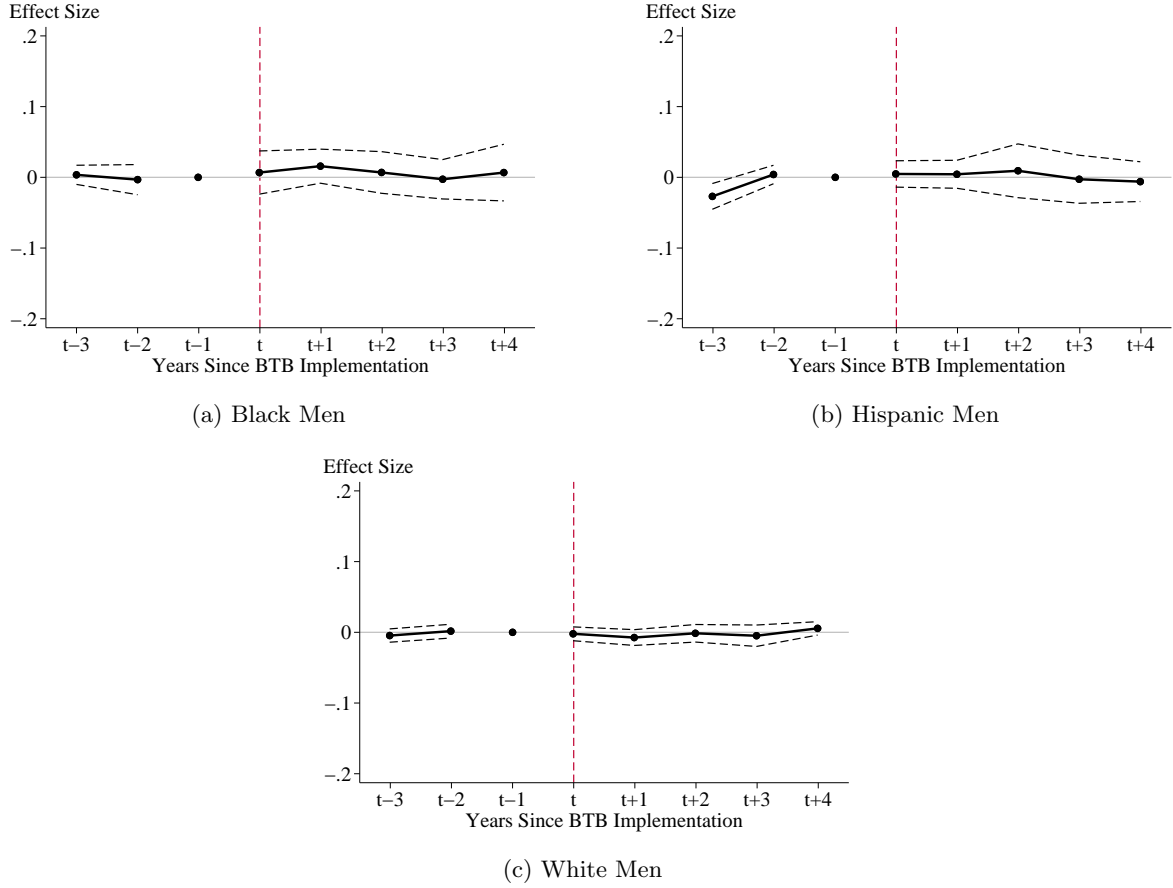 Effect Size
.2
.1
0
−.1
−.2
t−3 t−2 t−1 t t+1 t+2 t+3 t+4
Years Since BTB Implementation
(a) Black Men
Effect Size
.2
.1
0
−.1
−.2
t−3 t−2 t−1 t t+1 t+2 t+3 t+4
Years Since BTB Implementation
(b) Hispanic Men
Effect Size
.2
.1
0
−.1
−.2
t−3 t−2 t−1 t t+1 t+2 t+3 t+4
Years Since BTB Implementation
(c) White Men